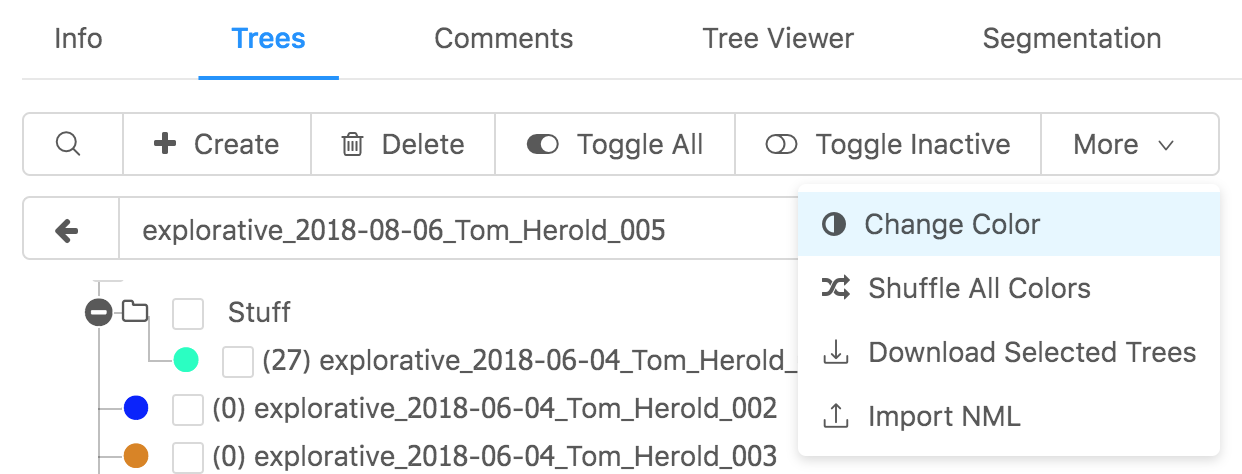 Info Trees Comments Tree Viewer Segmentation
Create Delete Toggle All Toggle Inactive More
explorative_2018-08-06_Tom_Herold_005
Change Color
Shuffle All Colors
Download Selected Trees
Import NML
Stuff
(27) explorative_2018-06-04_Tom_Herold_
(0) explorative_2018-06-04_Tom_Herold_002
(0) explorative_2018-06-04_Tom_Herold_003